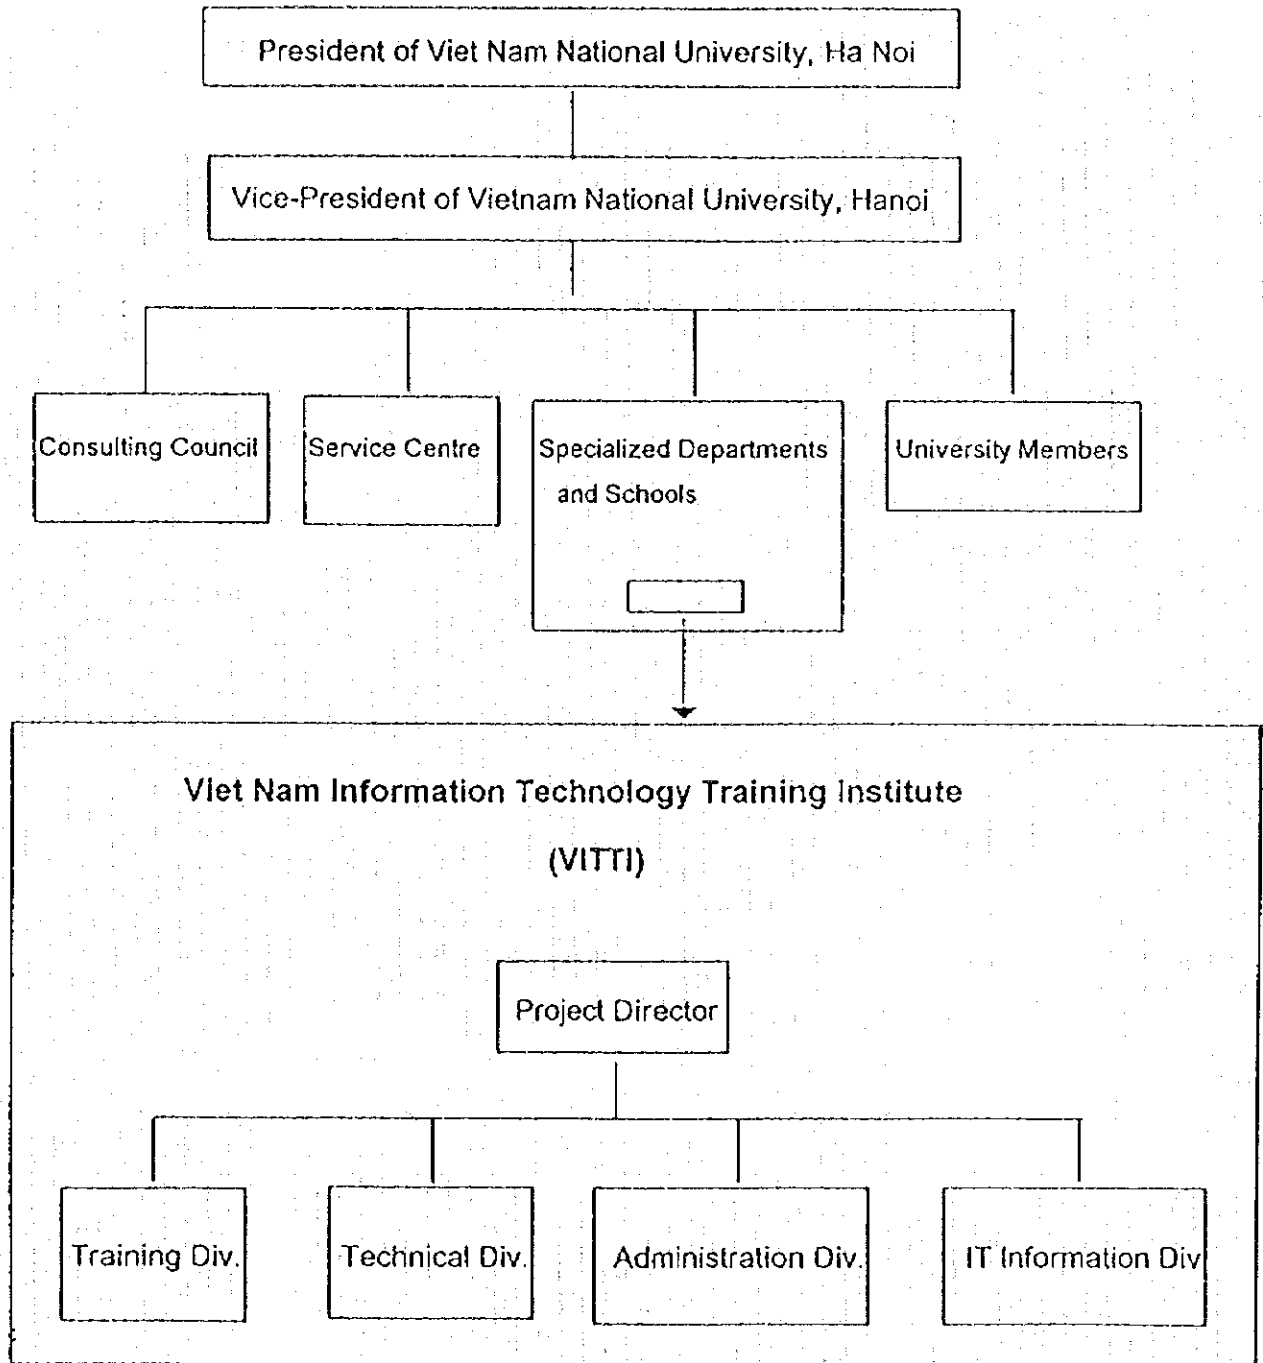 President of Viet Nam National University, Ha Noi
Vice-President of Vietnam National University, Hanoi
Consulting Council
Service Centre
Specialized Departments
and Schools
University Members
Viet Nam Information Technology Training Institute
(VITTI)
Project Director
Training Div.
Technical Div.
Administration Div.
IT Information Div